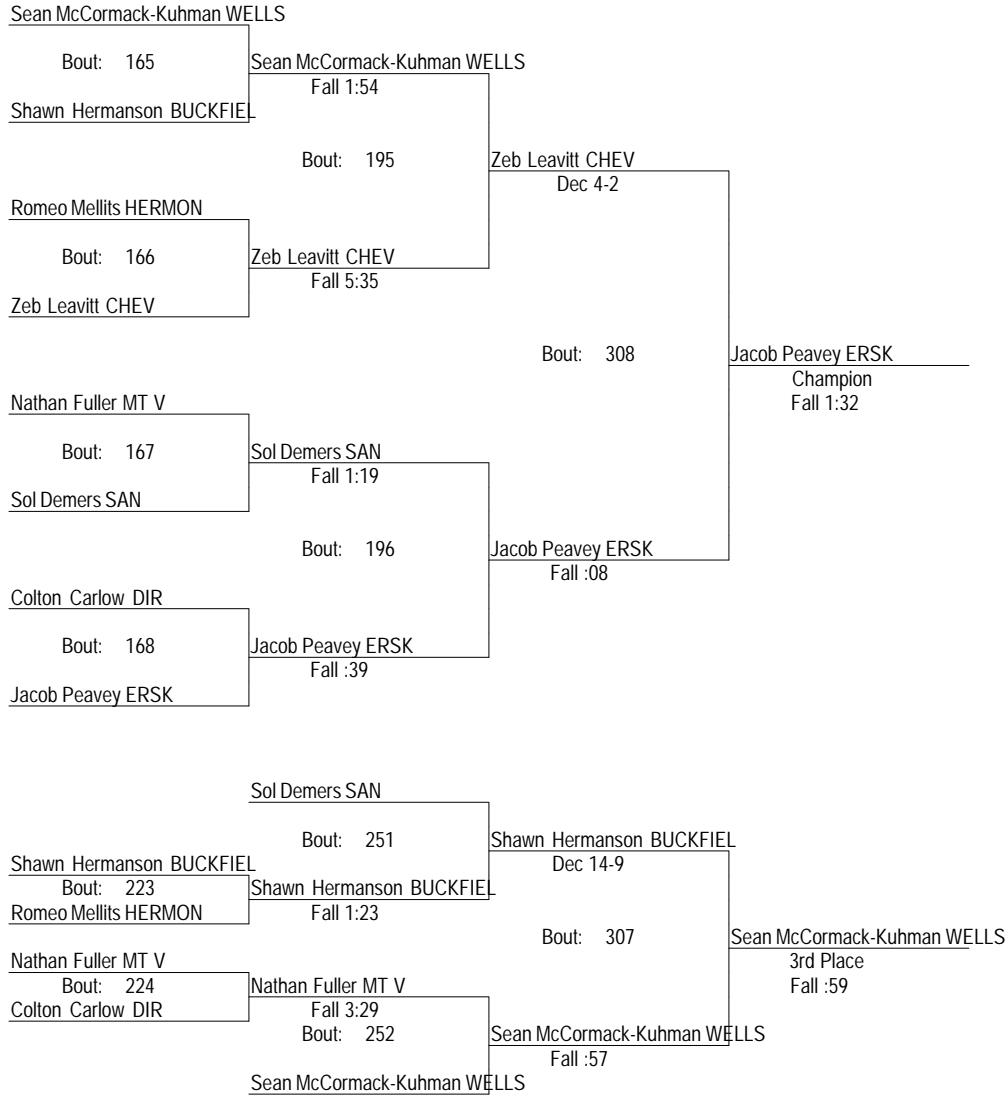 Sean McCormack-Kuhman WELLS
Bout: 165
Sean McCormack-Kuhman WELLS
Fall 1:54
Shawn Hermanson BUCKFIEL
Bout: 195
Zeb Leavitt CHEV
Dec 4-2
Romeo Mellits HERMON
Bout: 166
Zeb Leavitt CHEV
Fall 5:35
Zeb Leavitt CHEV
Bout: 308
Jacob Peavey ERSK
Champion
Fall 1:32
Nathan Fuller MT V
Bout: 167
Sol Demers SAN
Fall 1:19
Sol Demers SAN
Bout: 196
Jacob Peavey ERSK
Fall :08
Colton Carlow DIR
Bout: 168
Jacob Peavey ERSK
Fall :39
Jacob Peavey ERSK
Sol Demers SAN
Bout: 251
Shawn Hermanson BUCKFIEL
Dec 14-9
Shawn Hermanson BUCKFIEL
Bout: 223
Shawn Hermanson BUCKFIEL
Fall 1:23
Romeo Mellits HERMON
Bout: 307
Sean McCormack-Kuhman WELLS
3rd Place
Fall :59
Nathan Fuller MT V
Bout: 224
Nathan Fuller MT V
Fall 3:29
Colton Carlow DIR
Bout: 252
Sean McCormack-Kuhman WELLS
Fall :57
Sean McCormack-Kuhman WELLS